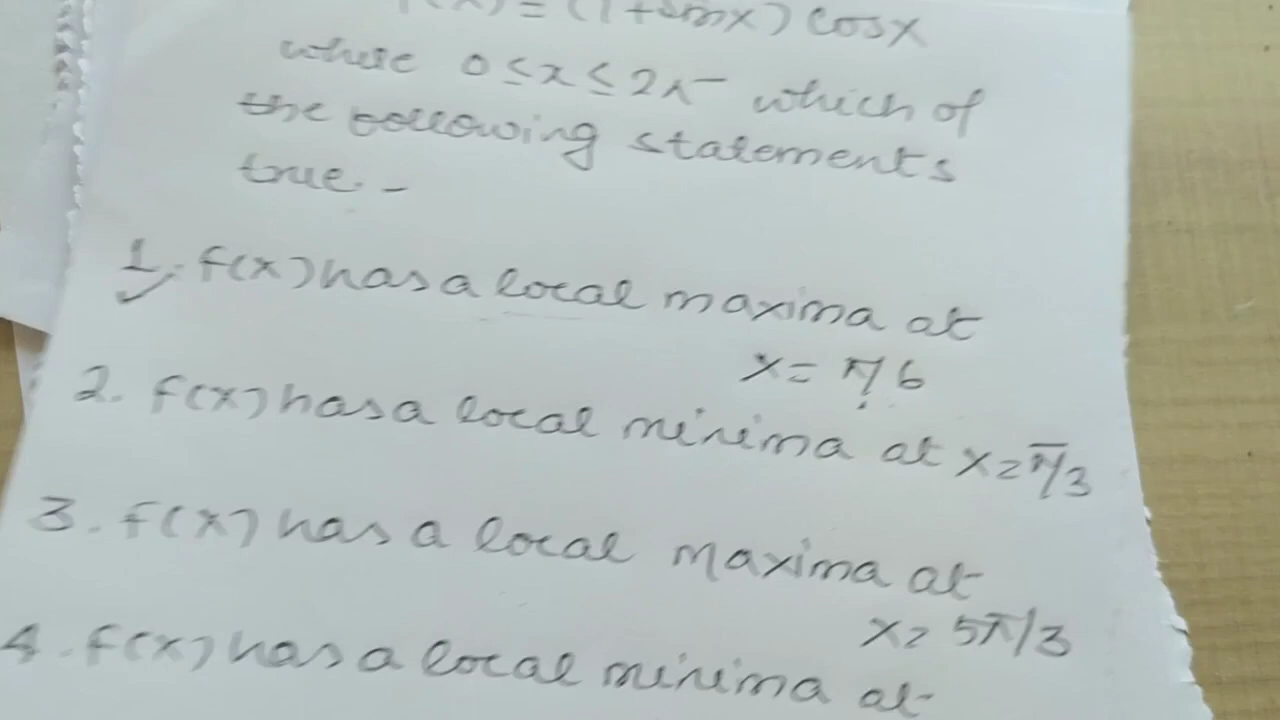 = (1+sinx) cosx
where 0≤x≤2π which of
the following statements
true. -
1. f(x) has a local maxima at
x= π/6
2. f(x) has a local minima at x=π/3
3. f(x) has a local maxima at
x= 5π/3
4. f(x) has a local minima at